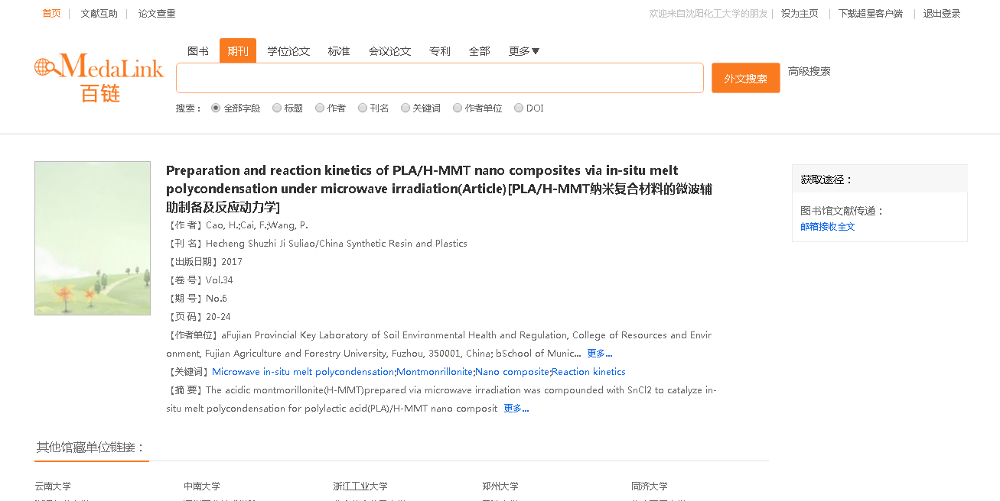 首页 | 文献互助 | 论文查重
欢迎来自沈阳化工大学的朋友 | 设为主页 | 下载超星客户端 | 退出登录
图书 期刊 学位论文 标准 会议论文 专利 全部 更多▼
MedaLink
百链
外文搜索
高级搜索
搜索： 全部字段 标题 作者 刊名 关键词 作者单位 DOI
Preparation and reaction kinetics of PLA/H-MMT nano composites via in-situ melt
polycondensation under microwave irradiation(Article)[PLA/H-MMT纳米复合材料的微波辅
助制备及反应动力学]
【作 者】Cao, H.;Cai, F.;Wang, P.
【刊 名】Hecheng Shuzhi Ji Suliao/China Synthetic Resin and Plastics
【出版日期】2017
【卷 号】Vol.34
【期 号】No.6
【页 码】20-24
【作者单位】aFujian Provincial Key Laboratory of Soil Environmental Health and Regulation, College of Resources and Envir
onment, Fujian Agriculture and Forestry University, Fuzhou, 350001, China; bSchool of Munic... 更多...
【关键词】Microwave in-situ melt polycondensation;Montmonrillonite;Nano composite;Reaction kinetics
【摘 要】The acidic montmorillonite(H-MMT)prepared via microwave irradiation was compounded with SnCl2 to catalyze in-
situ melt polycondensation for polylactic acid(PLA)/H-MMT nano composit 更多...
获取途径：
图书馆文献传递：
邮箱接收全文
其他馆藏单位链接：
云南大学 中南大学 浙江工业大学 郑州大学 同济大学